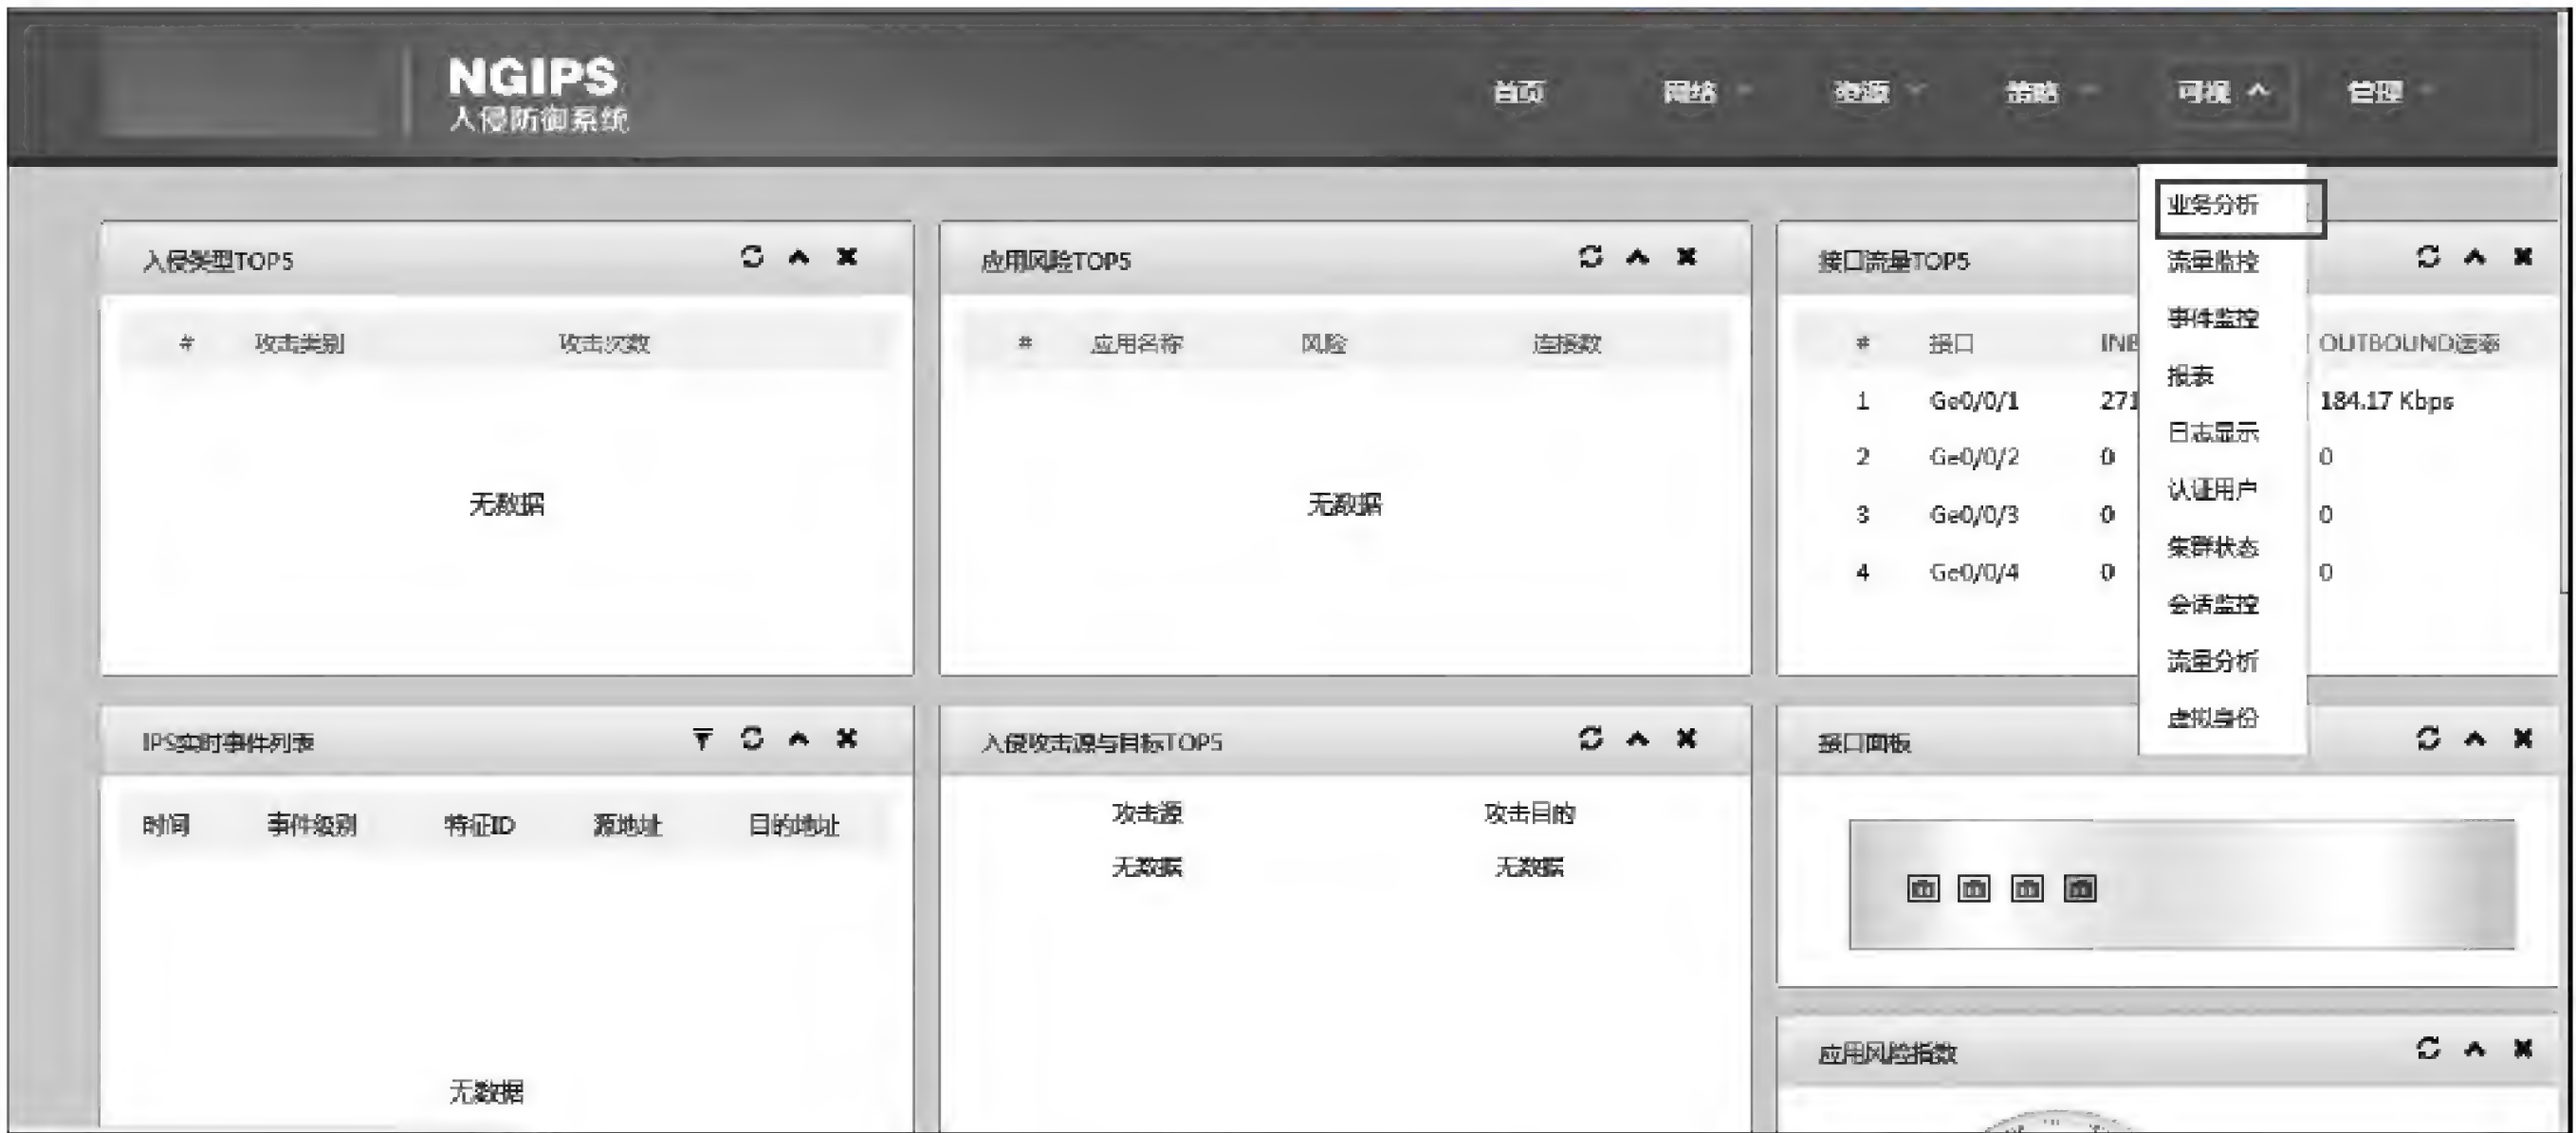 NGIPS
入侵防御系统
首页 网络 资源 策略 可视 管理
业务分析
流量监控
事件监控
报表
日志显示
认证用户
集群状态
会话监控
流量分析
虚拟身份
入侵类型TOP5
# 攻击类别 攻击次数
无数据
应用风险TOP5
# 应用名称 风险 连接数
无数据
接口流量TOP5
# 接口 INB OUTBOUND速率
1 Ge0/0/1 271 184.17 Kbps
2 Ge0/0/2 0 0
3 Ge0/0/3 0 0
4 Ge0/0/4 0 0
IPS实时事件列表
时间 事件级别 特征ID 源地址 目的地址
无数据
入侵攻击源与目标TOP5
攻击源 攻击目的
无数据 无数据
接口面板
应用风险指数